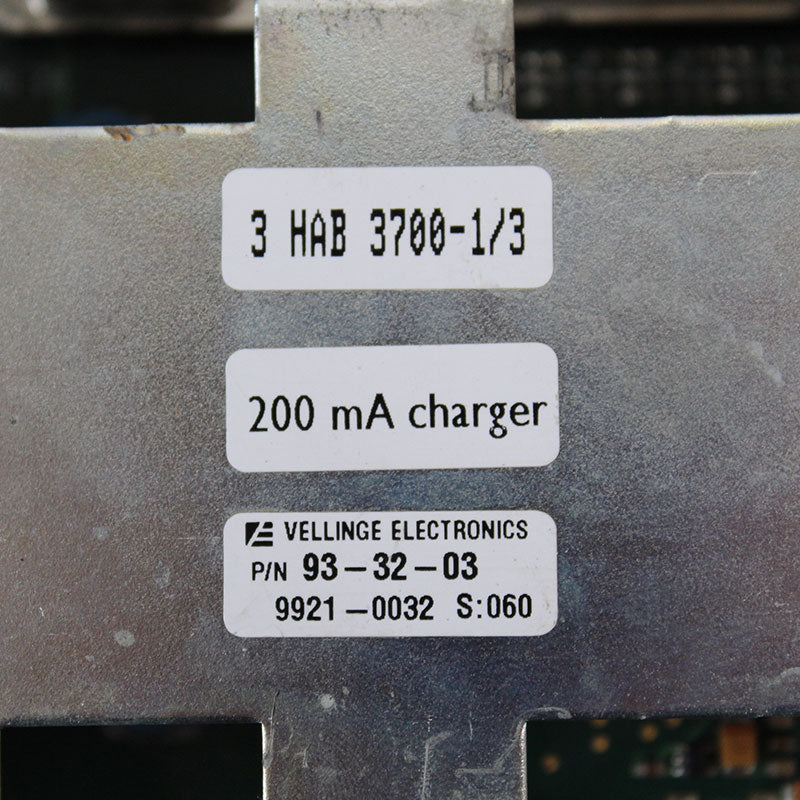 3 HAB 3700-1/3
200 mA charger
VELLINGE ELECTRONICS
P/N 93-32-03
9921-0032 S:060